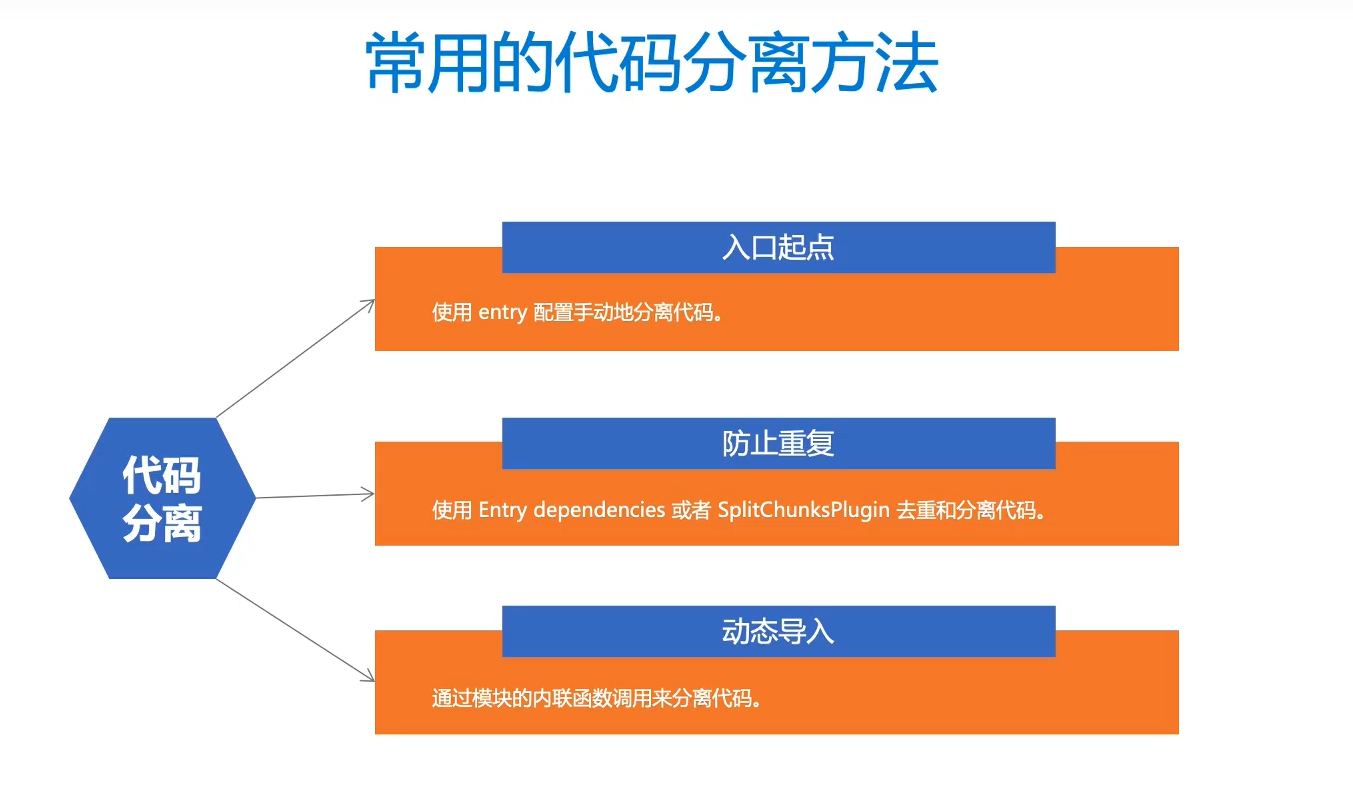 常用的代码分离方法
入口起点
使用 entry 配置手动地分离代码。
代码
分离
防止重复
使用 Entry dependencies 或者 SplitChunksPlugin 去重和分离代码。
动态导入
通过模块的内联函数调用来分离代码。